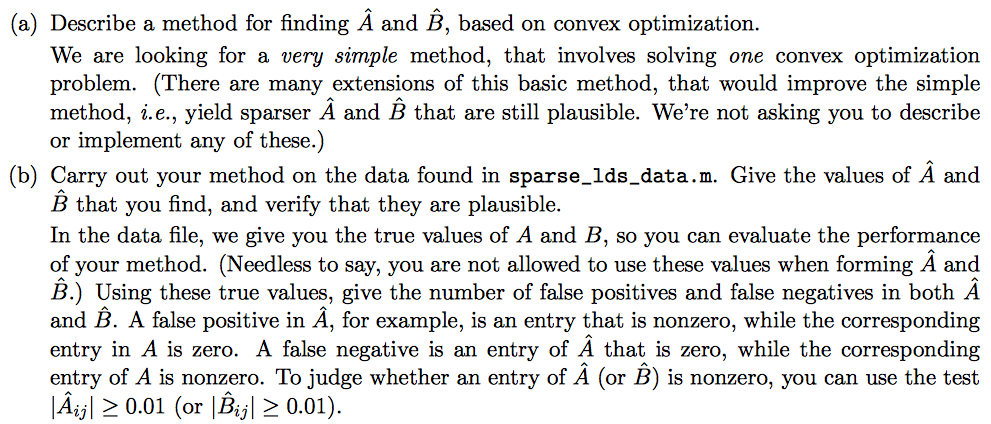 (a) Describe a method for finding Â and B̂, based on convex optimization.
We are looking for a very simple method, that involves solving one convex optimization
problem. (There are many extensions of this basic method, that would improve the simple
method, i.e., yield sparser Â and B̂ that are still plausible. We're not asking you to describe
or implement any of these.)
(b) Carry out your method on the data found in sparse_lds_data.m. Give the values of Â and
B̂ that you find, and verify that they are plausible.
In the data file, we give you the true values of A and B, so you can evaluate the performance
of your method. (Needless to say, you are not allowed to use these values when forming Â and
B̂.) Using these true values, give the number of false positives and false negatives in both Â
and B̂. A false positive in Â, for example, is an entry that is nonzero, while the corresponding
entry in A is zero. A false negative is an entry of Â that is zero, while the corresponding
entry of A is nonzero. To judge whether an entry of Â (or B̂) is nonzero, you can use the test
|Âᵢⱼ| ≥ 0.01 (or |B̂ᵢⱼ| ≥ 0.01).